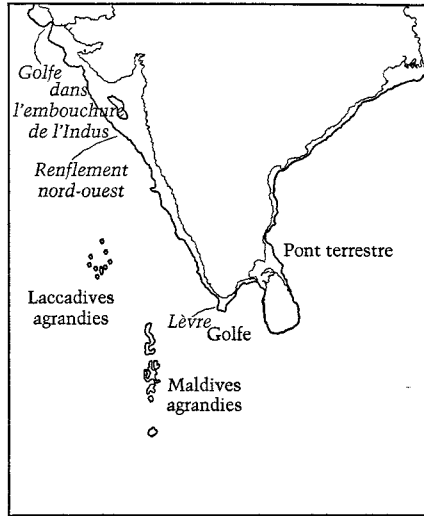 Golfe
dans
l'embouchure
de l'Indus
Renflement
nord-ouest
Pont terrestre
Laccadives
agrandies
Lèvre
Golfe
Maldives
agrandies